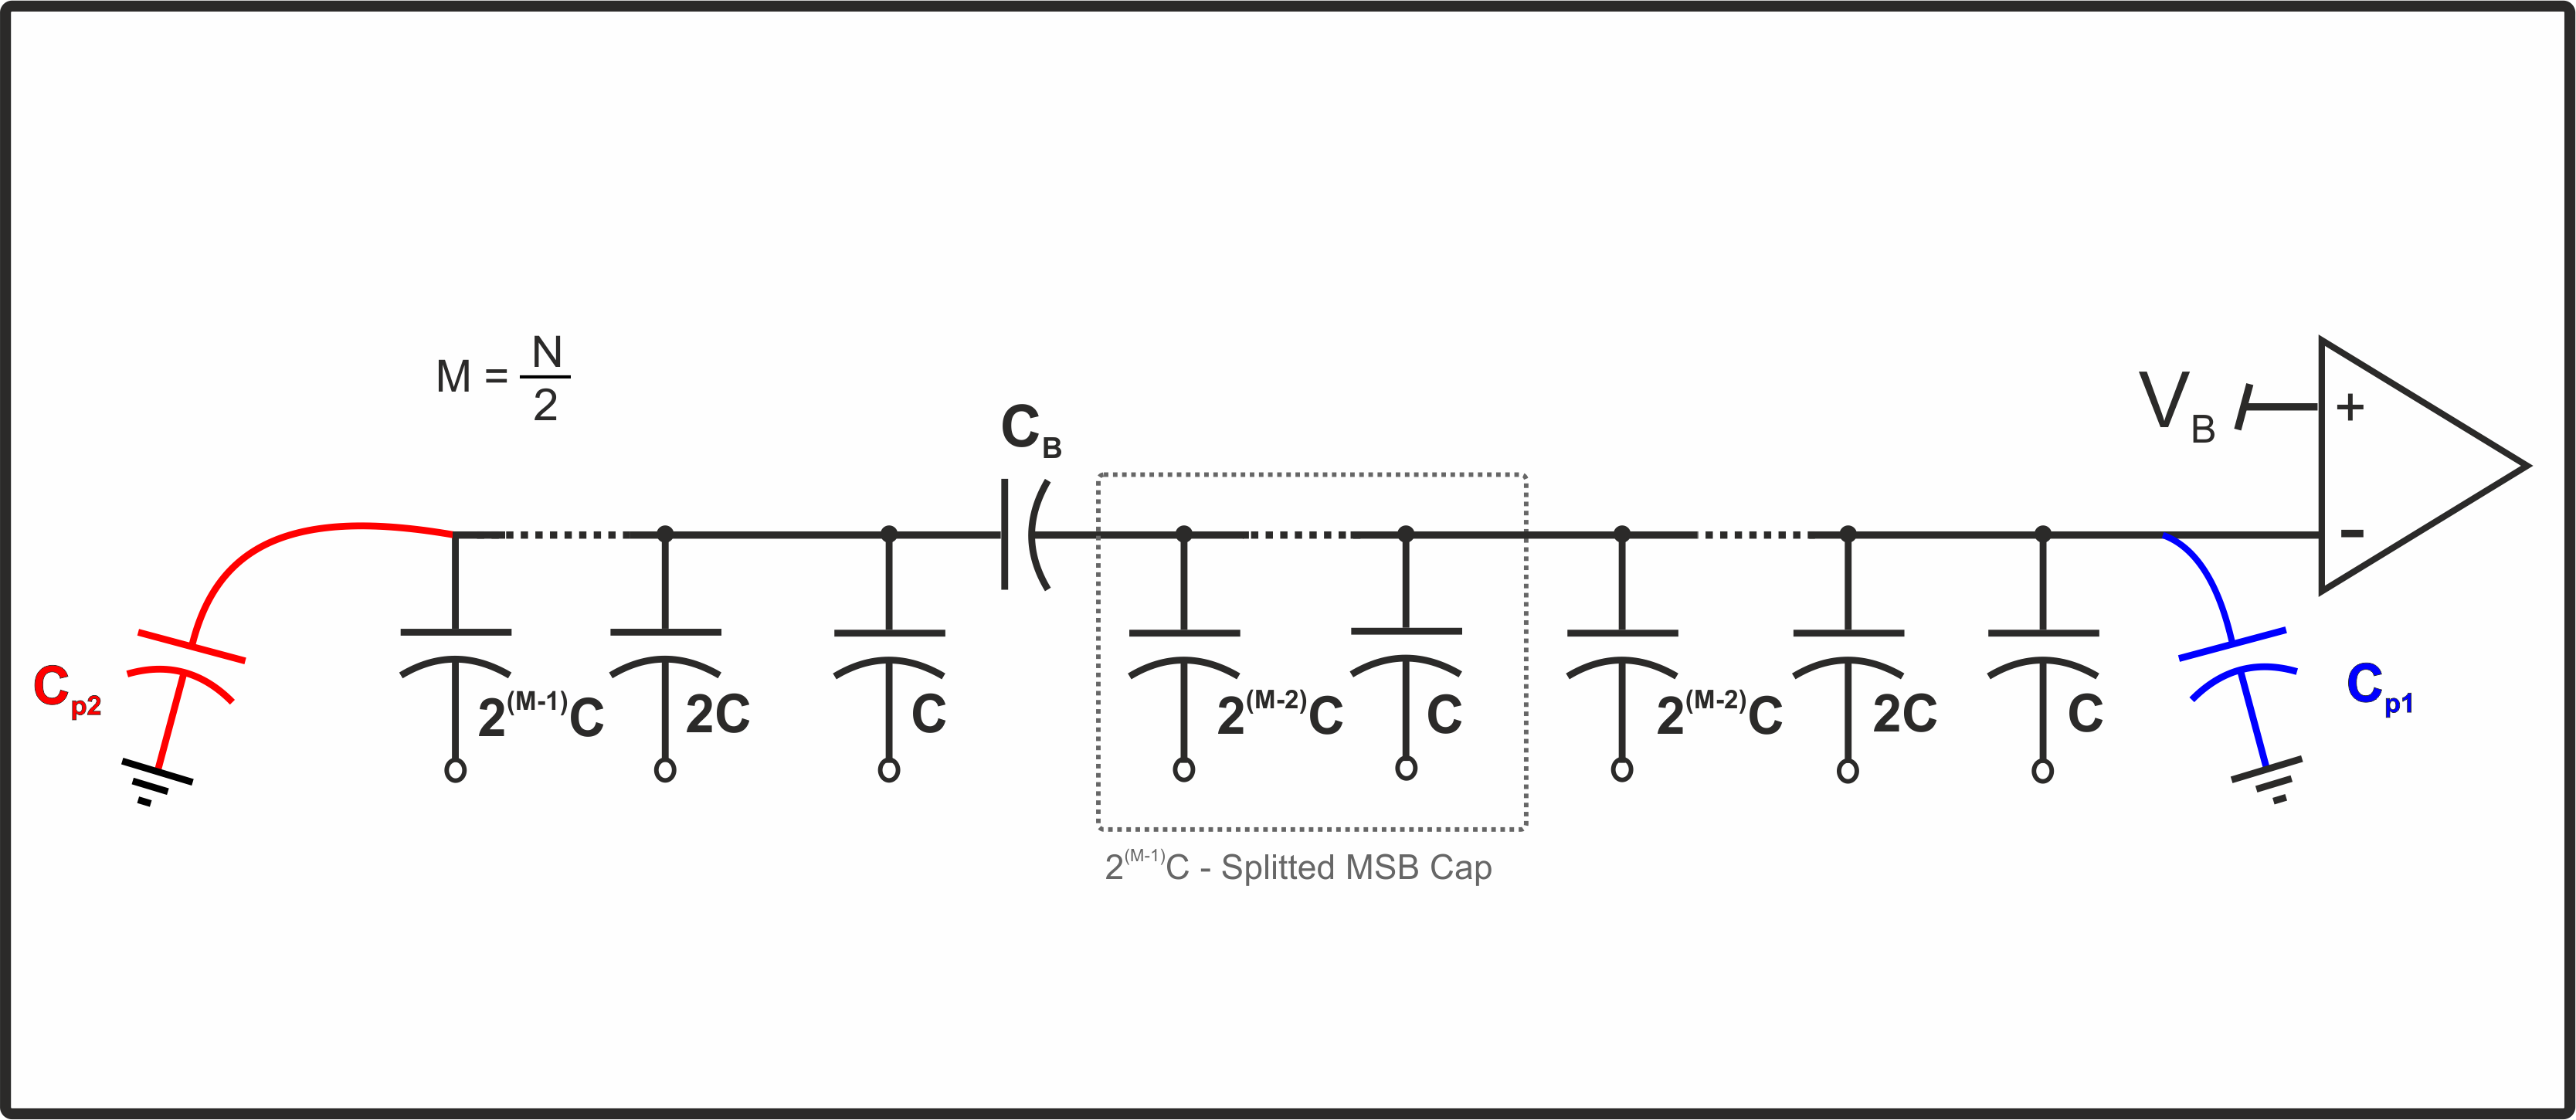 M = N/2
C_B
V_B
+
-
C_p2
2^(M-1)C
2C
C
2^(M-2)C
C
2^(M-2)C
2C
C
C_p1
2^(M-1)C - Splitted MSB Cap